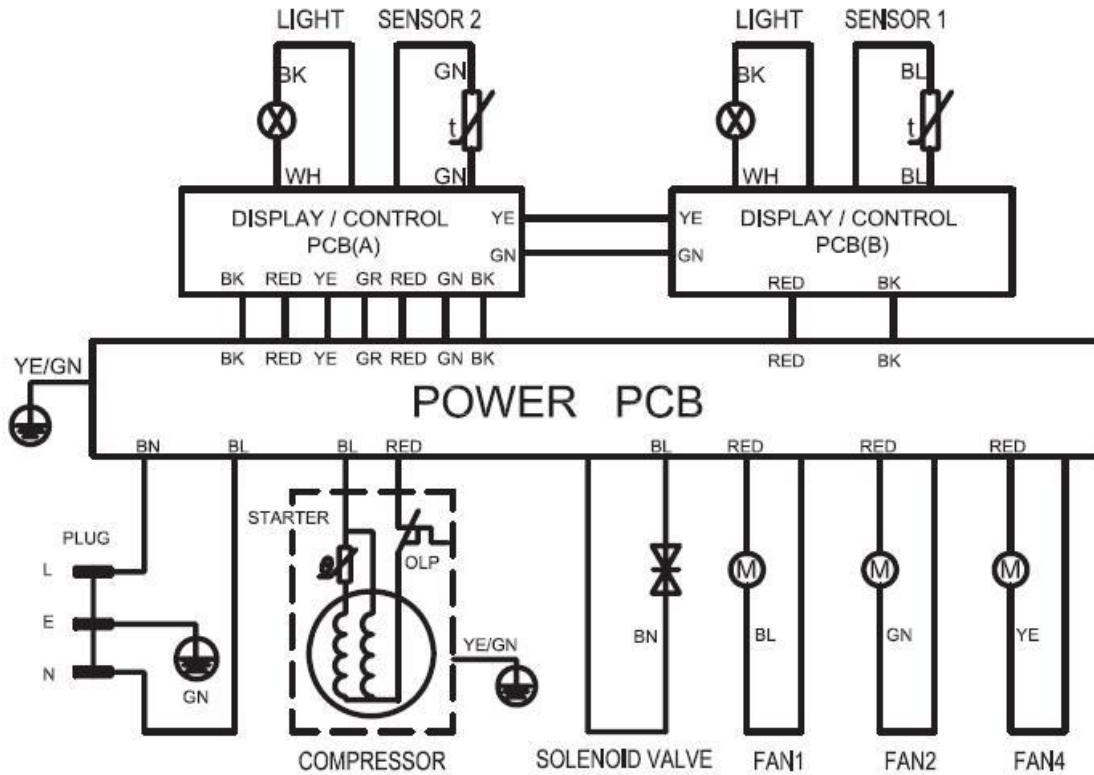 LIGHT SENSOR 2 LIGHT SENSOR 1
BK GN BK BL
t t
WH GN WH BL
DISPLAY / CONTROL
PCB(A)
YE
GN
BK RED YE GR RED GN BK
YE
GN
DISPLAY / CONTROL
PCB(B)
RED BK
BK RED YE GR RED GN BK RED BK
YE/GN
POWER PCB
BN BL BL RED BL RED RED RED
PLUG
L
E
N
GN
STARTER
OLP
YE/GN
COMPRESSOR
BN
SOLENOID VALVE
M
BL
FAN1
M
GN
FAN2
M
YE
FAN4